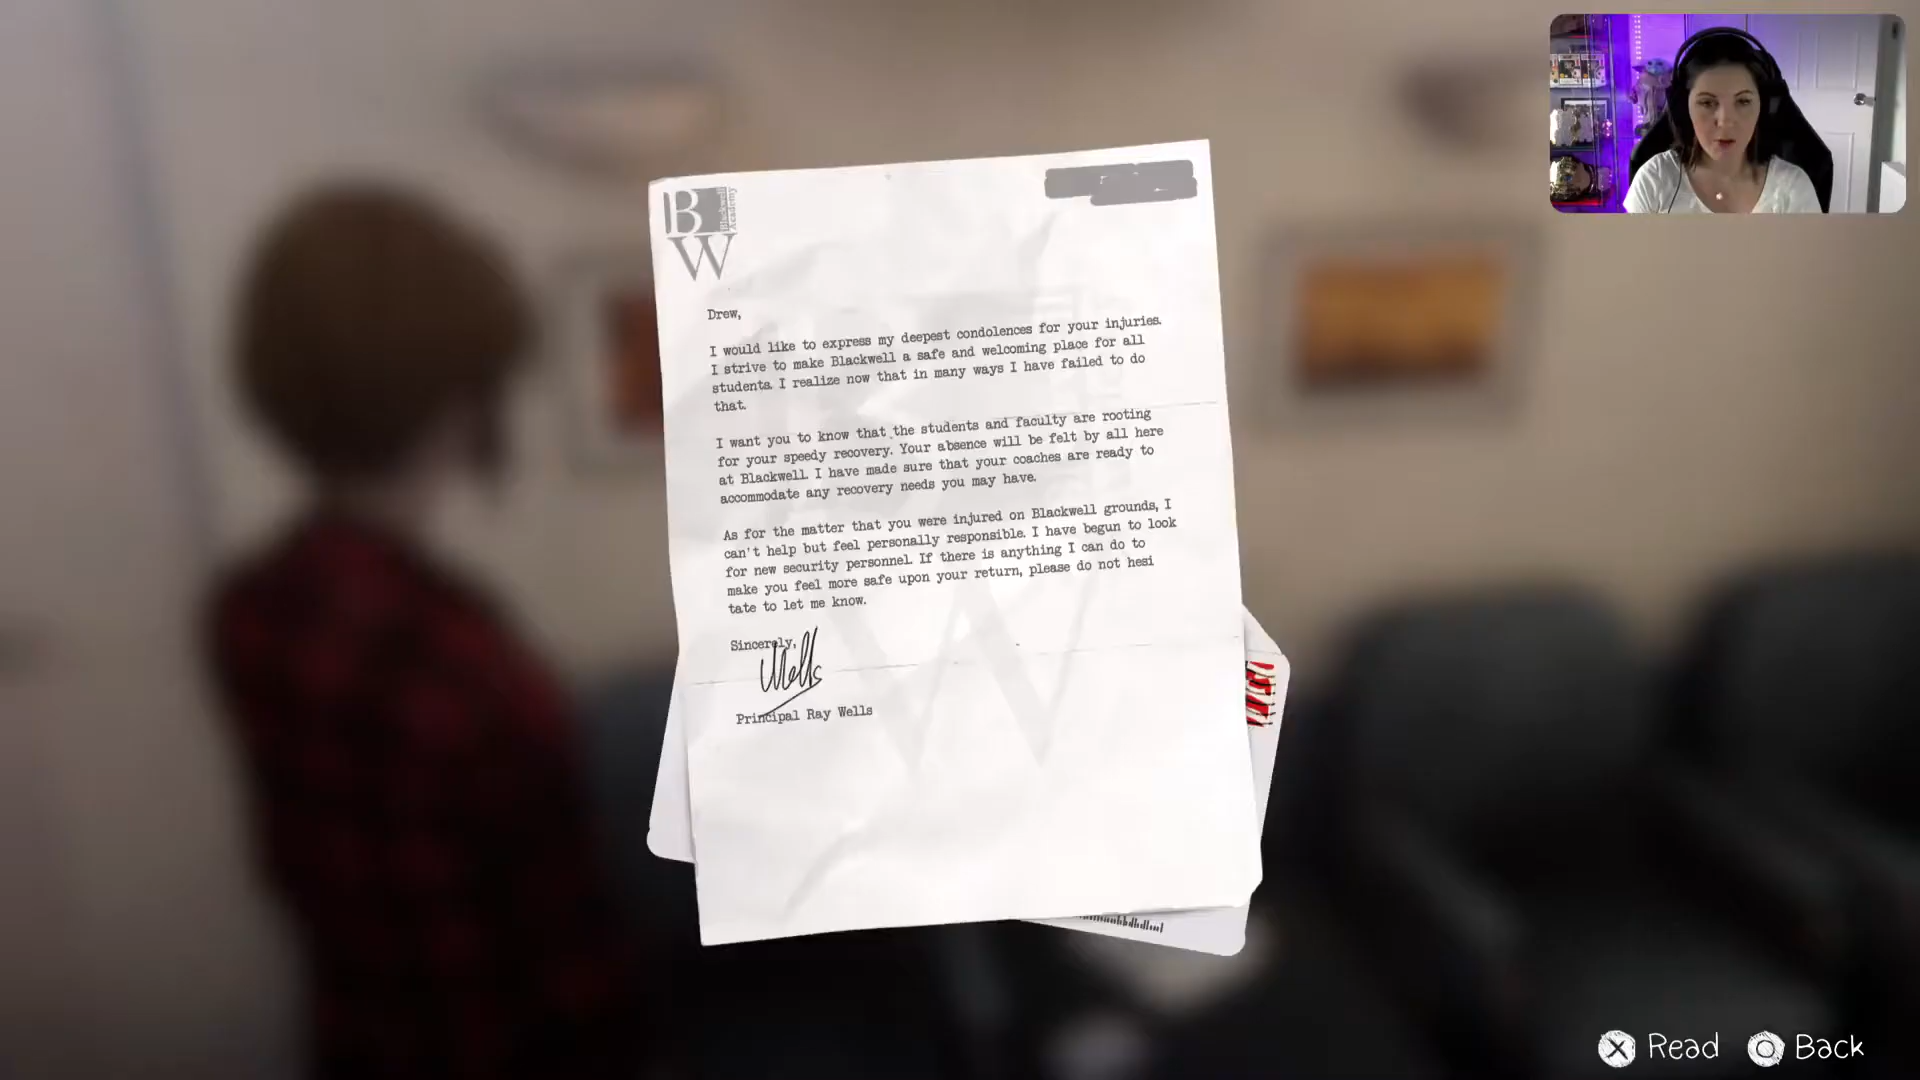 B
W
Blackwell
Academy
Drew,
I would like to express my deepest condolences for your injuries.
I strive to make Blackwell a safe and welcoming place for all
students. I realize now that in many ways I have failed to do
that.
I want you to know that the students and faculty are rooting
for your speedy recovery. Your absence will be felt by all here
at Blackwell. I have made sure that your coaches are ready to
accommodate any recovery needs you may have.
As for the matter that you were injured on Blackwell grounds, I
can't help but feel personally responsible. I have begun to look
for new security personnel. If there is anything I can do to
make you feel more safe upon your return, please do not hesi
tate to let me know.
Sincerely,
Wells
Principal Ray Wells
Read
Back